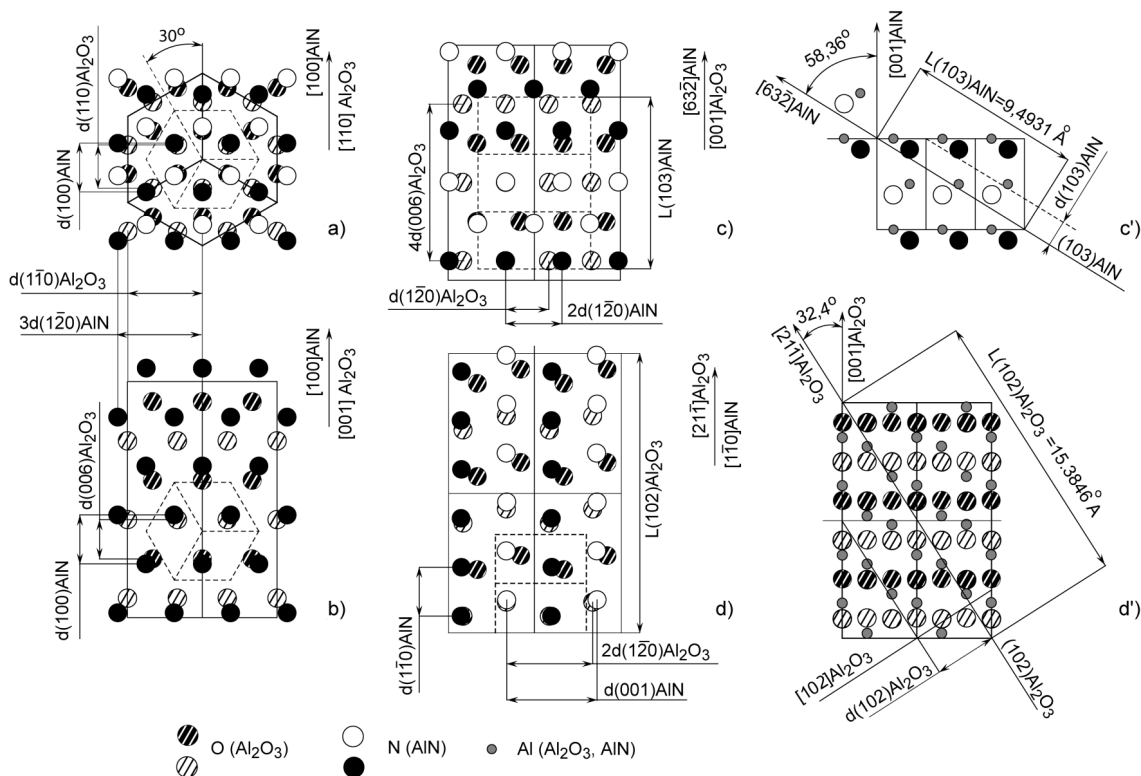 30°
d(110)Al₂O₃
d(100)AlN
[100]AlN
[110] Al₂O₃
a)
d(11̅0)Al₂O₃
3d(12̅0)AlN
[100]AlN
[001] Al₂O₃
d(006)Al₂O₃
d(100)AlN
b)
4d(006)Al₂O₃
L(103)AlN
[632̅]AlN
[001]Al₂O₃
c)
d(12̅0)Al₂O₃
2d(12̅0)AlN
L(102)Al₂O₃
[211̅]Al₂O₃
[11̅0]AlN
d(11̅0)AlN
d)
2d(12̅0)Al₂O₃
d(001)AlN
58,36°
[001]AlN
[632̅]AlN
L(103)AlN=9,4931 Å
d(103)AlN
(103)AlN
c')
32,4°
[211̅]Al₂O₃
[001]Al₂O₃
L(102)Al₂O₃ =15.3846 Å
d')
[102]Al₂O₃
d(102)Al₂O₃
(102)Al₂O₃
O (Al₂O₃)
N (AlN)
Al (Al₂O₃, AlN)